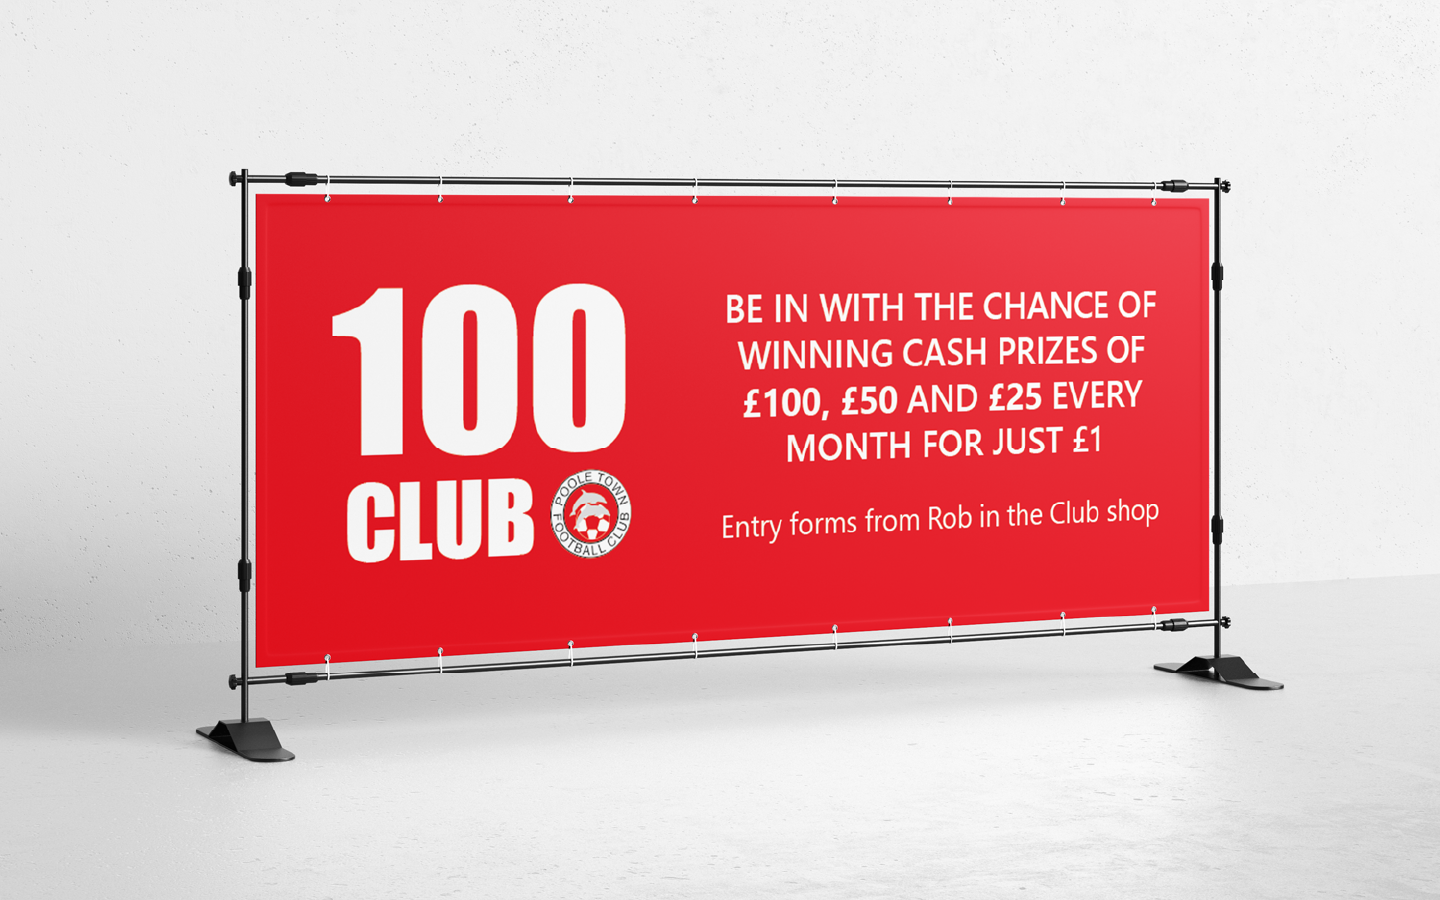 100
CLUB
POOLE TOWN
FOOTBALL CLUB
BE IN WITH THE CHANCE OF
WINNING CASH PRIZES OF
£100, £50 AND £25 EVERY
MONTH FOR JUST £1
Entry forms from Rob in the Club shop